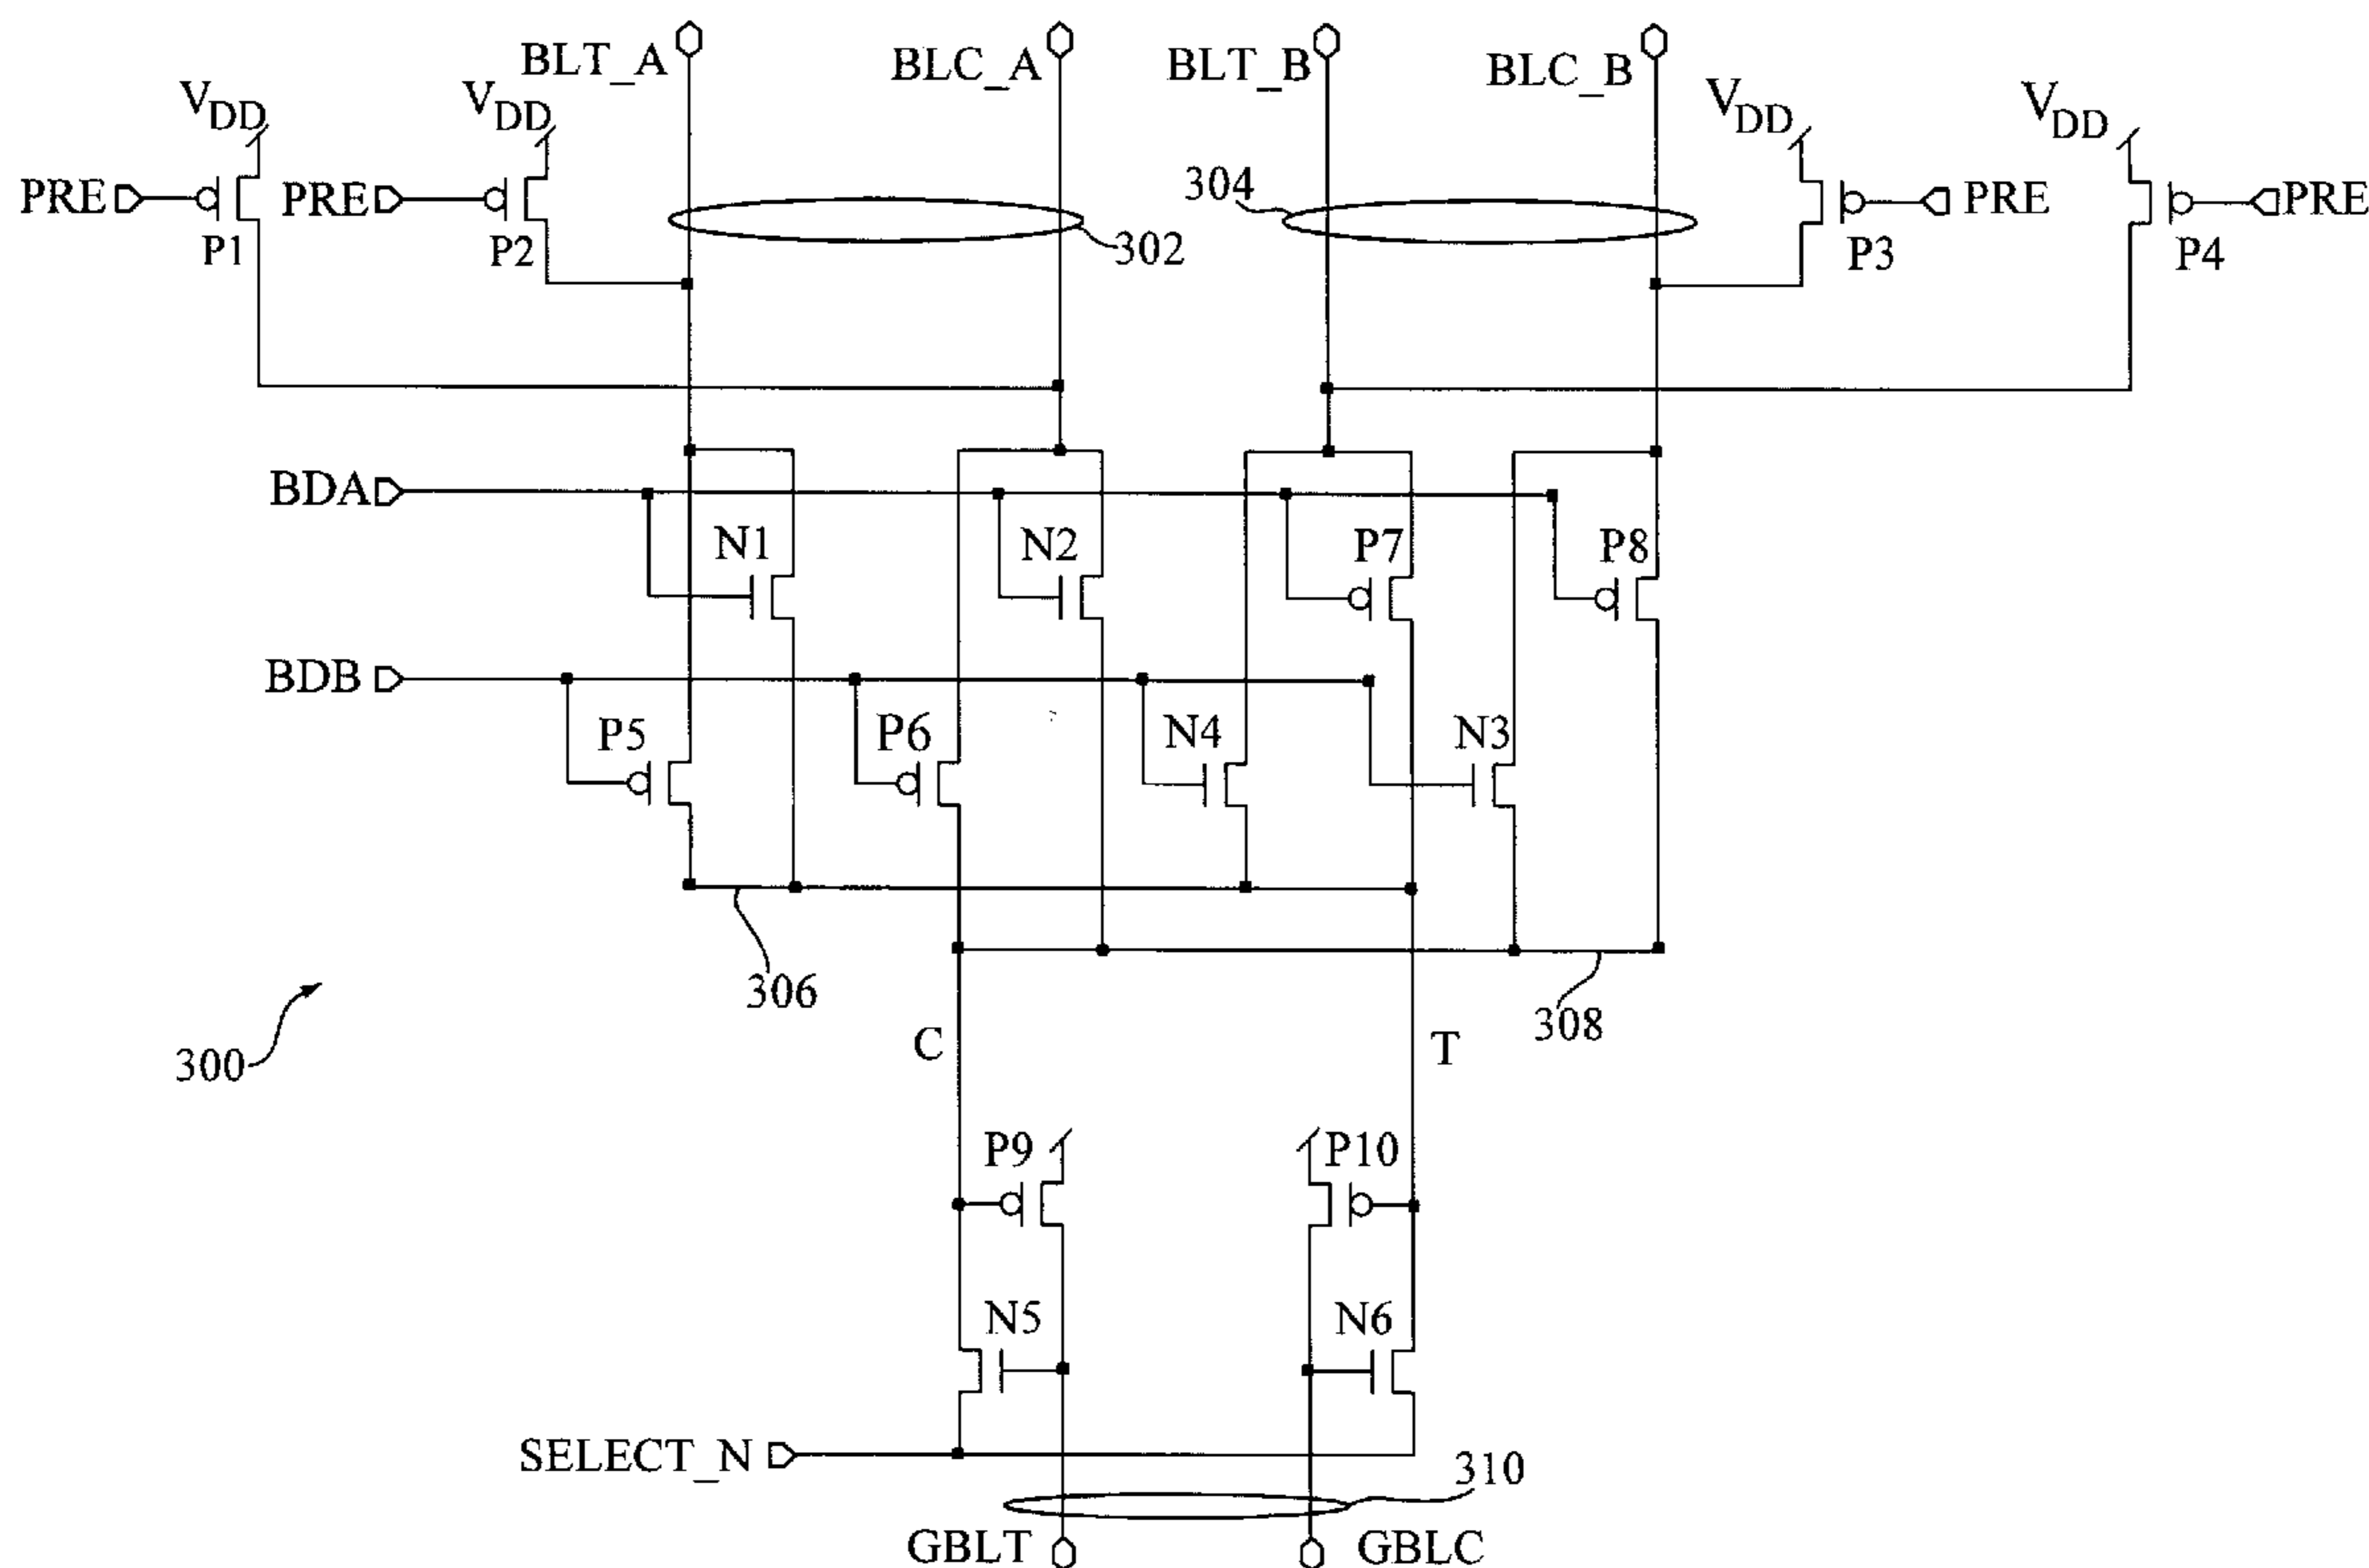 BLT_A
BLC_A
BLT_B
BLC_B
VDD
VDD
VDD
VDD
PRE
PRE
304
PRE
PRE
P1
P2
302
P3
P4
BDA
N1
N2
P7
P8
BDB
P5
P6
N4
N3
306
308
300
C
T
P9
P10
N5
N6
SELECT_N
310
GBLT
GBLC